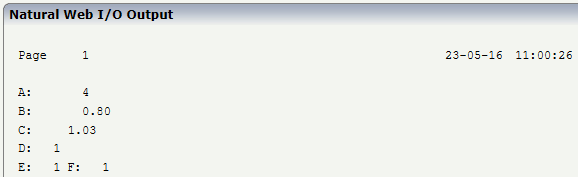 Natural Web I/O Output
Page 1 23-05-16 11:00:26
A: 4
B: 0.80
C: 1.03
D: 1
E: 1 F: 1